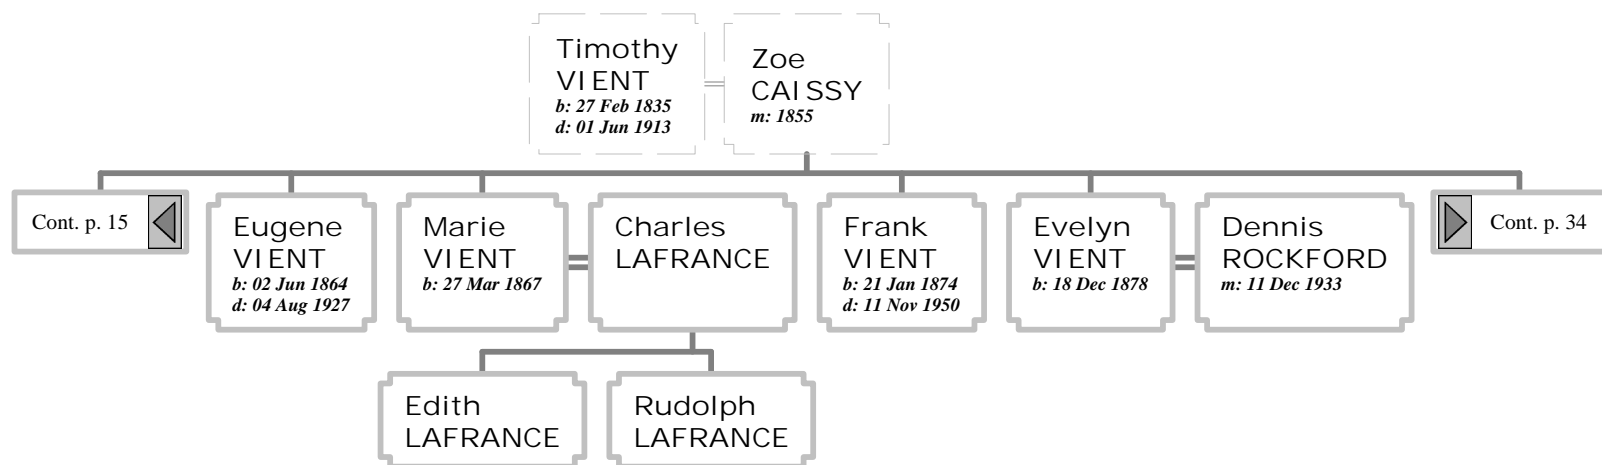 Timothy
VIENT
b: 27 Feb 1835
d: 01 Jun 1913
Zoe
CAISSY
m: 1855
Cont. p. 15
Eugene
VIENT
b: 02 Jun 1864
d: 04 Aug 1927
Marie
VIENT
b: 27 Mar 1867
Charles
LAFRANCE
Frank
VIENT
b: 21 Jan 1874
d: 11 Nov 1950
Evelyn
VIENT
b: 18 Dec 1878
Dennis
ROCKFORD
m: 11 Dec 1933
Cont. p. 34
Edith
LAFRANCE
Rudolph
LAFRANCE